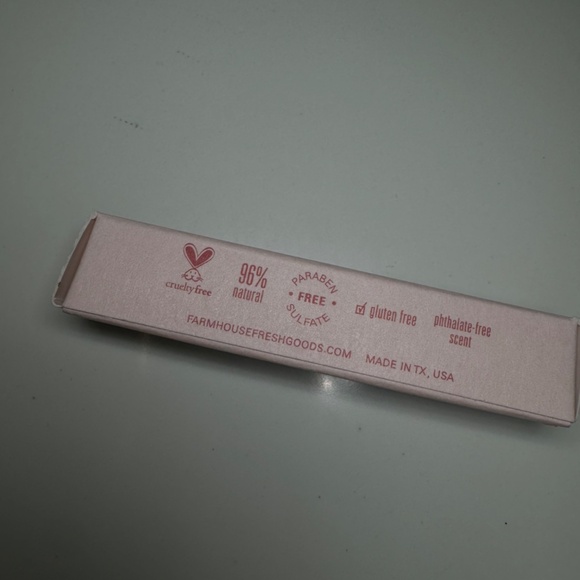 cruelty free
96%
natural
PARABEN
• FREE •
SULFATE
gluten free
phthalate-free
scent
FARMHOUSEFRESHGOODS.COM MADE IN TX, USA